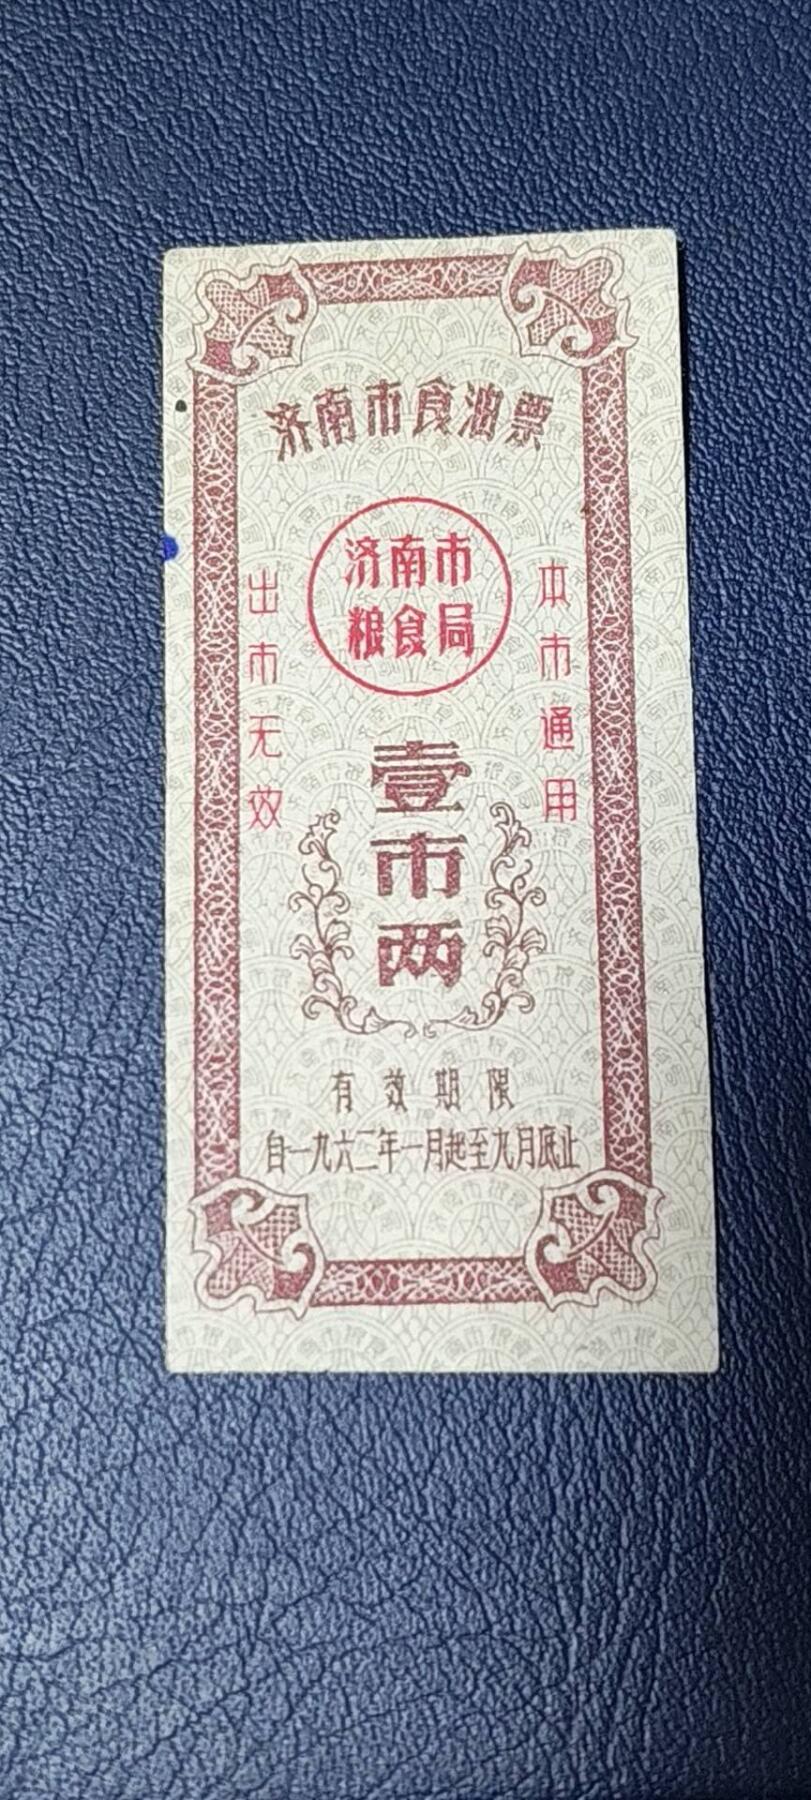 济南市食油票
济南市
粮食局
本市通用
出市无效
壹市两
有效期限
自一九六二年一月起至九月底止